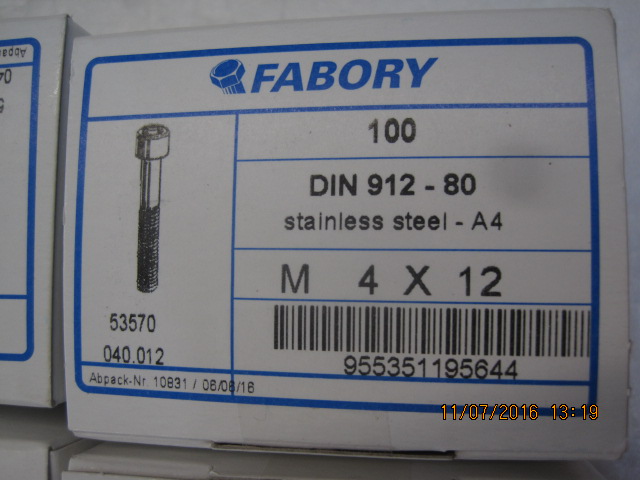 FABORY
100
DIN 912 - 80
stainless steel - A4
M 4 X 12
53570
040.012
955351195644
Abpack-Nr. 10831 / 06/06/16
11/07/2016 13:19